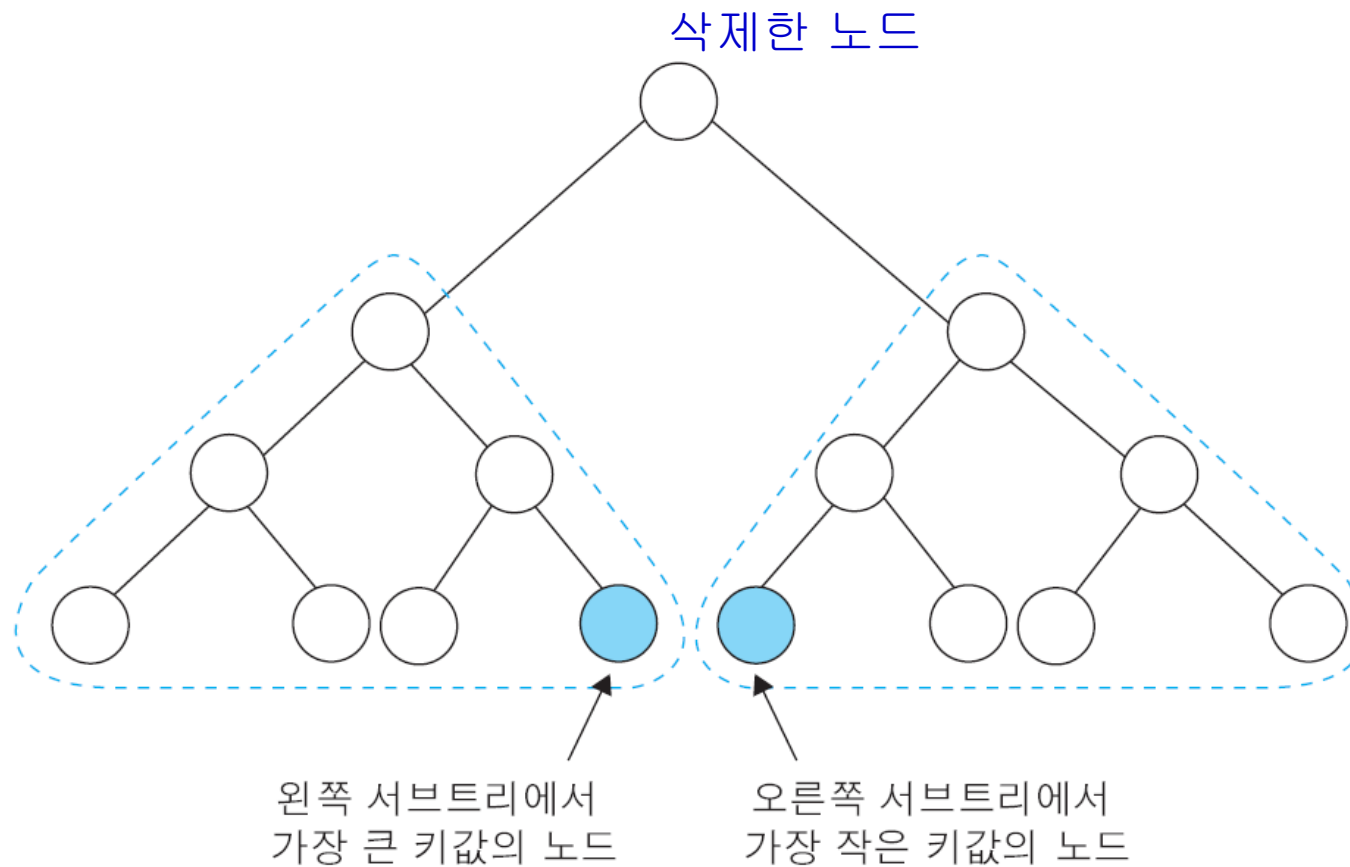 삭제한 노드
왼쪽 서브트리에서
가장 큰 키값의 노드
오른쪽 서브트리에서
가장 작은 키값의 노드